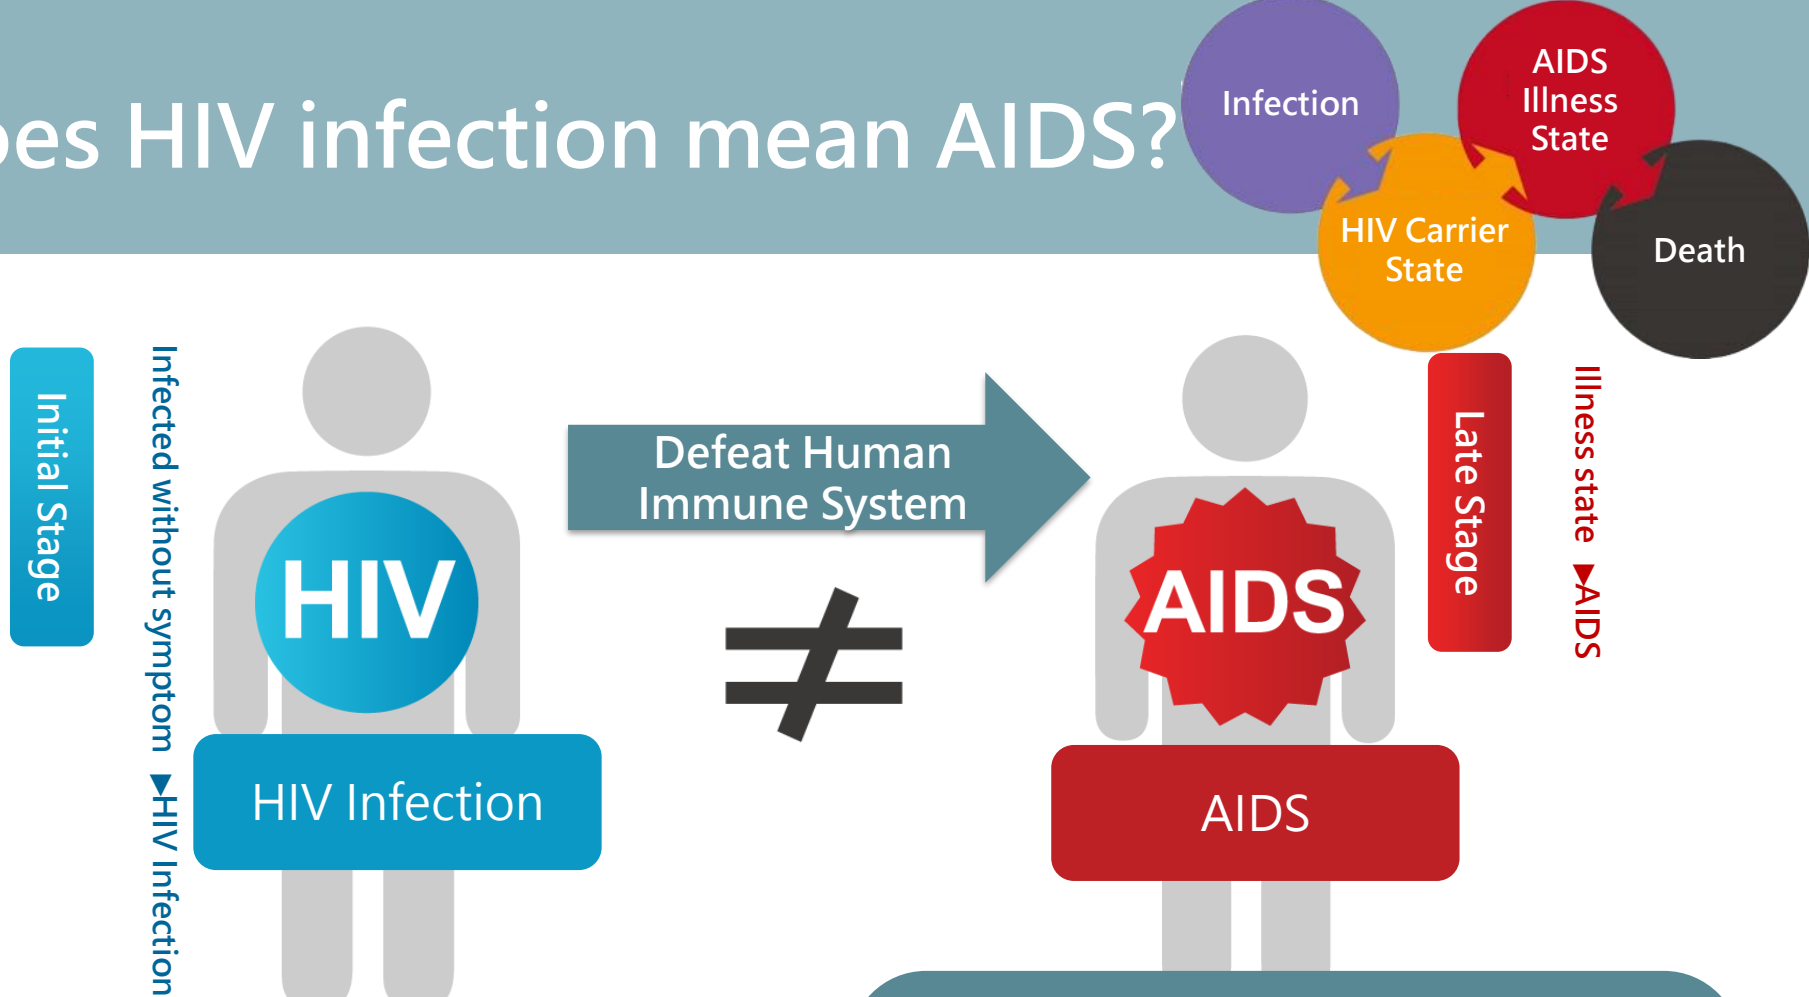 oes HIV infection mean AIDS?
Infection
AIDS
Illness
State
HIV Carrier
State
Death
Initial Stage
Infected without symptom ▶HIV Infection
HIV
HIV Infection
Defeat Human
Immune System
≠
AIDS
AIDS
Late Stage
Illness state ▶AIDS